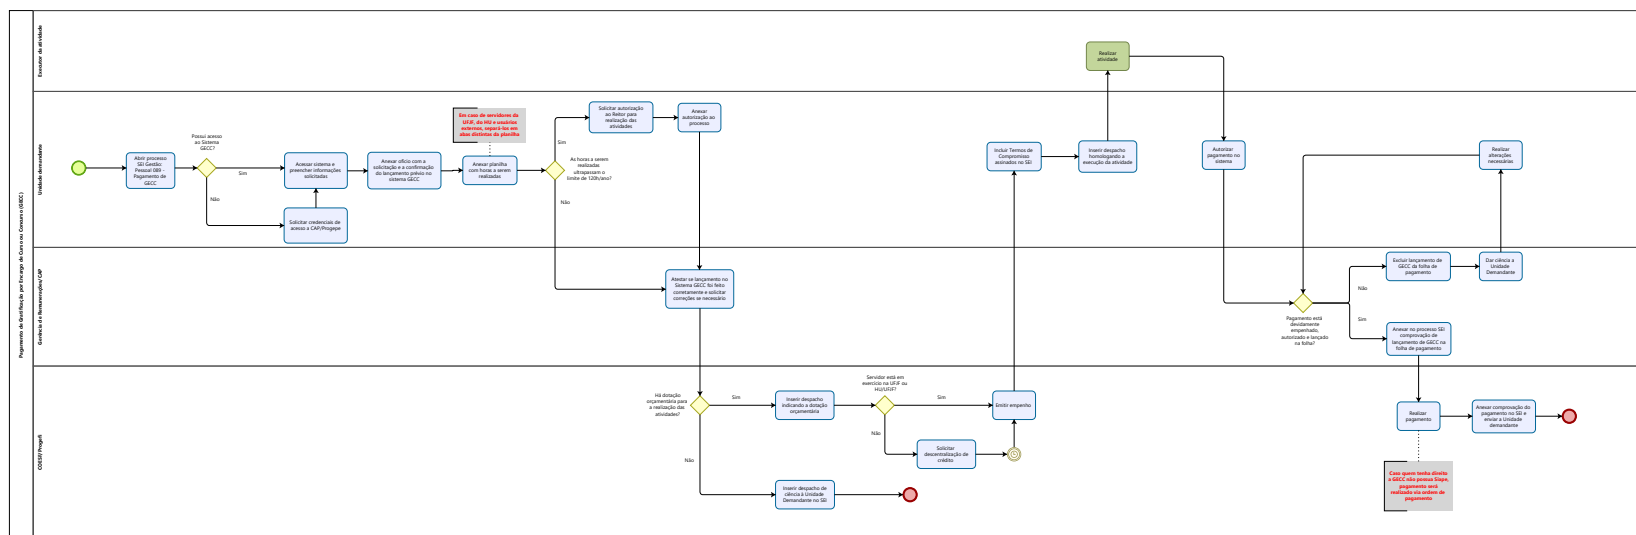 Pagamento de Gratificação por Encargo de Curso ou Concurso (GECC)
Executor da atividade
Realizar
atividade
Unidade demandante
Abrir processo
SEI Gestão:
Pessoal 089 -
Pagamento de
GECC
Possui acesso
ao Sistema
GECC?
Sim
Não
Acessar sistema e
preencher informações
solicitadas
Solicitar credenciais de
acesso a CAP/Progepe
Anexar ofício com a
solicitação e a confirmação
do lançamento prévio no
sistema GECC
Em caso de servidores da
UFJF, do HU e usuários
externos, separá-los em
abas distintas da planilha
Anexar planilha
com horas a serem
realizadas
As horas a serem
realizadas
ultrapassam o
limite de 120h/ano?
Sim
Não
Solicitar autorização
ao Reitor para
realização das
atividades
Anexar
autorização ao
processo
Incluir Termos de
Compromisso
assinados no SEI
Inserir despacho
homologando a
execução da atividade
Autorizar
pagamento no
sistema
Realizar
alterações
necessárias
Gerência de Remunerações/CAP
Atestar se lançamento no
Sistema GECC foi feito
corretamente e solicitar
correções se necessário
Pagamento está
devidamente
empenhado,
autorizado e lançado
na folha?
Não
Sim
Excluir lançamento de
GECC da folha de
pagamento
Dar ciência a
Unidade
Demandante
Anexar no processo SEI
comprovação de
lançamento de GECC na
folha de pagamento
COESF/Progefi
Há dotação
orçamentária para
a realização das
atividades?
Sim
Não
Inserir despacho
indicando a dotação
orçamentária
Servidor está em
exercício na UFJF ou
HU/UFJF?
Sim
Não
Emitir empenho
Solicitar
descentralização de
crédito
Inserir despacho de
ciência à Unidade
Demandante no SEI
Realizar
pagamento
Anexar comprovação do
pagamento no SEI e
enviar a Unidade
demandante
Caso quem tenha direito
a GECC não possua Siape,
pagamento será
realizado via ordem de
pagamento